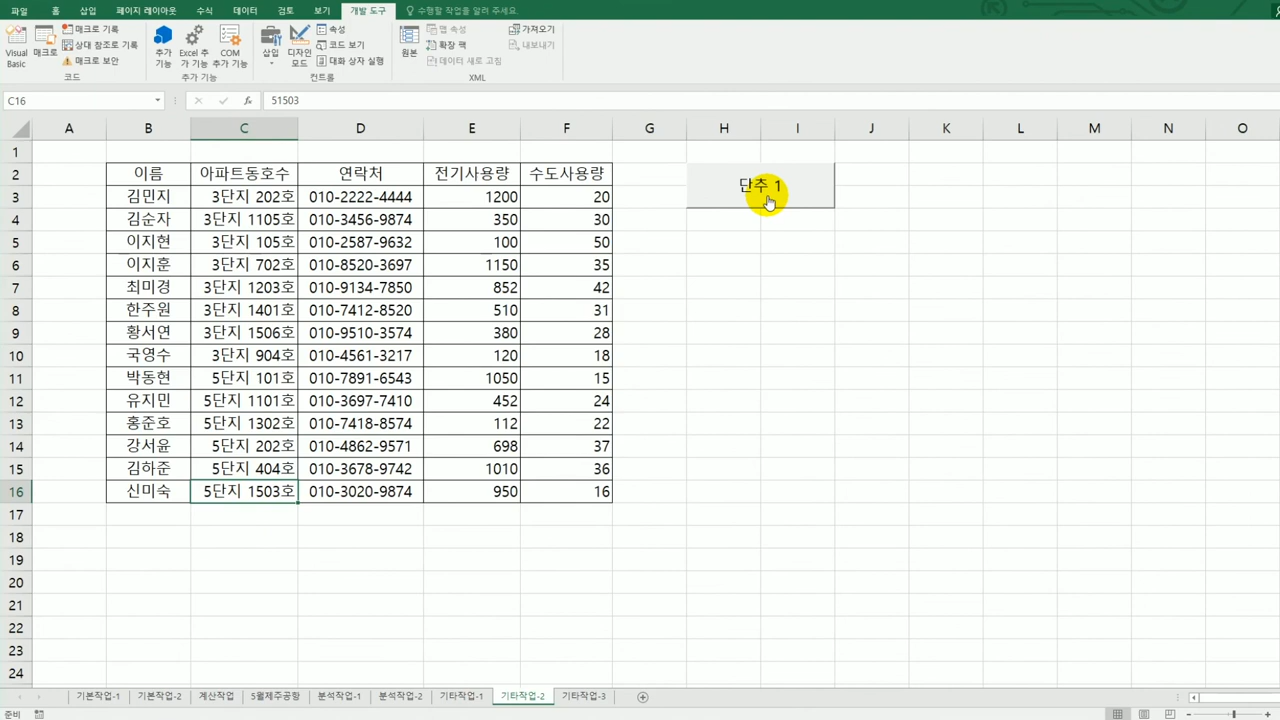 파일 홈 삽입 페이지 레이아웃 수식 데이터 검토 보기 개발 도구 수행할 작업을 알려 주세요.
Visual Basic 매크로 매크로 기록 상대 참조로 기록 매크로 보안 코드
추가 기능 Excel 추가 기능 COM 추가 기능 추가 기능
삽입 디자인 모드 속성 코드 보기 대화 상자 실행 컨트롤
원본 맵 속성 확장 팩 데이터 새로 고침 가져오기 내보내기 XML
C16 fx 51503
A B C D E F G H I J K L M N O
1
2 이름 아파트동호수 연락처 전기사용량 수도사용량
단추 1
3 김민지 3단지 202호 010-2222-4444 1200 20
4 김순자 3단지 1105호 010-3456-9874 350 30
5 이지현 3단지 105호 010-2587-9632 100 50
6 이지훈 3단지 702호 010-8520-3697 1150 35
7 최미경 3단지 1203호 010-9134-7850 852 42
8 한주원 3단지 1401호 010-7412-8520 510 31
9 황서연 3단지 1506호 010-9510-3574 380 28
10 국영수 3단지 904호 010-4561-3217 120 18
11 박동현 5단지 101호 010-7891-6543 1050 15
12 유지민 5단지 1101호 010-3697-7410 452 24
13 홍준호 5단지 1302호 010-7418-8574 112 22
14 강서윤 5단지 202호 010-4862-9571 698 37
15 김하준 5단지 404호 010-3678-9742 1010 36
16 신미숙 5단지 1503호 010-3020-9874 950 16
17
18
19
20
21
22
23
24
기본작업-1 기본작업-2 계산작업 5월제주공항 분석작업-1 분석작업-2 기타작업-1 기타작업-2 기타작업-3
준비